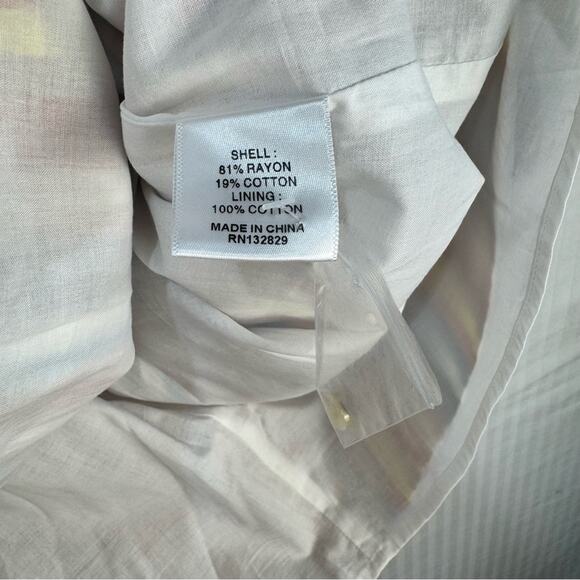 SHELL :
81% RAYON
19% COTTON
LINING :
100% COTTON
MADE IN CHINA
RN132829